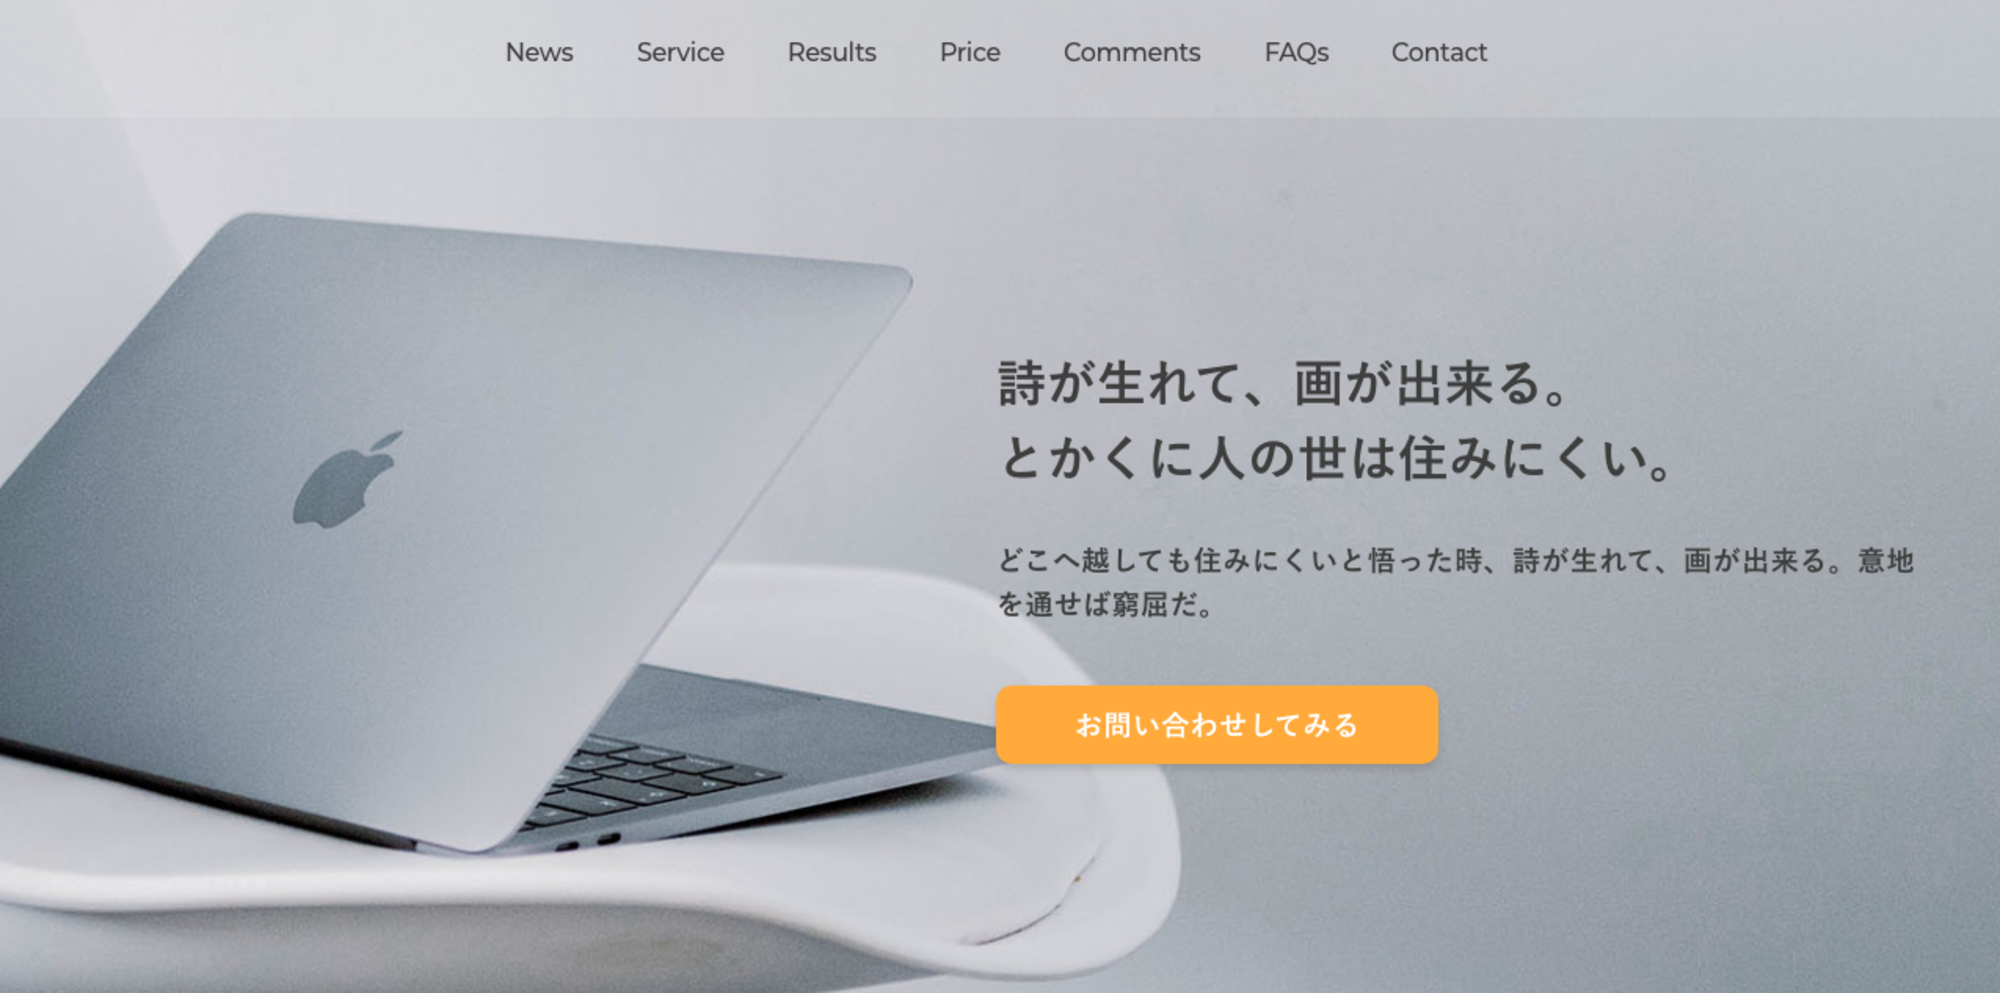 News Service Results Price Comments FAQs Contact
詩が生れて、画が出来る。
とかくに人の世は住みにくい。
どこへ越しても住みにくいと悟った時、詩が生れて、画が出来る。意地
を通せば窮屈だ。
お問い合わせしてみる